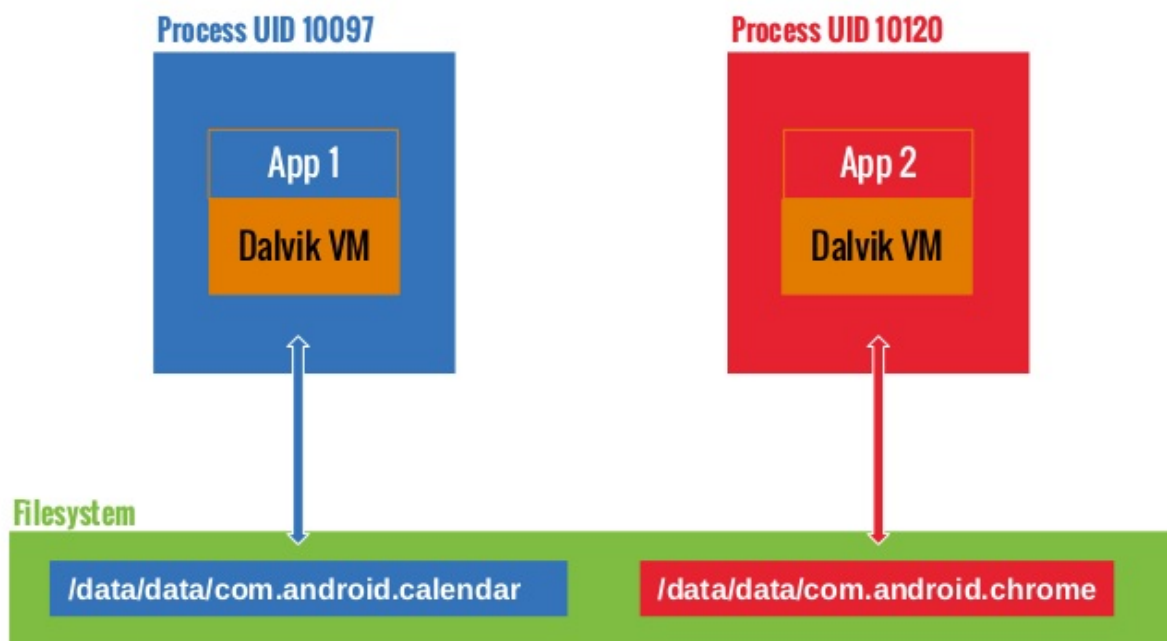 Process UID 10097
Process UID 10120
App 1
App 2
Dalvik VM
Dalvik VM
Filesystem
/data/data/com.android.calendar
/data/data/com.android.chrome